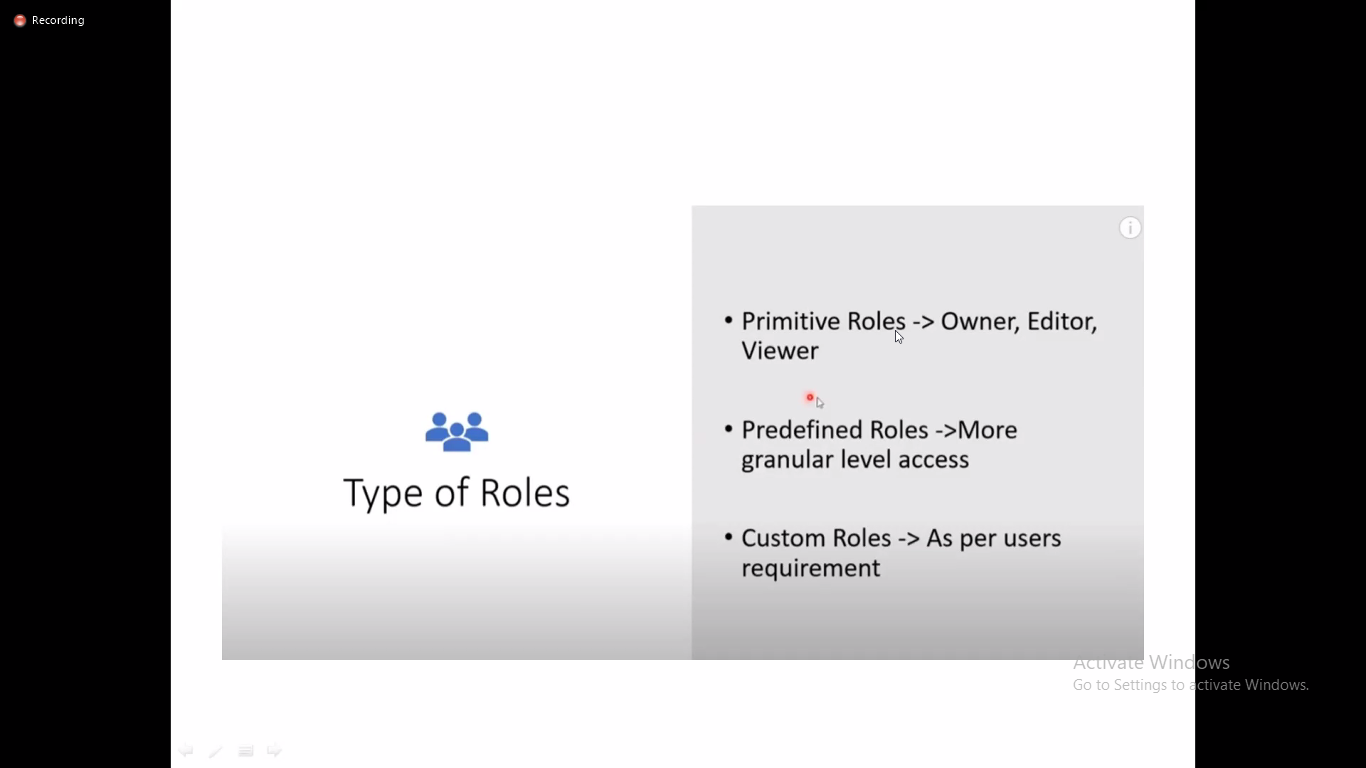 Recording
Type of Roles
• Primitive Roles -> Owner, Editor,
Viewer
• Predefined Roles ->More
granular level access
• Custom Roles -> As per users
requirement
Activate Windows
Go to Settings to activate Windows.